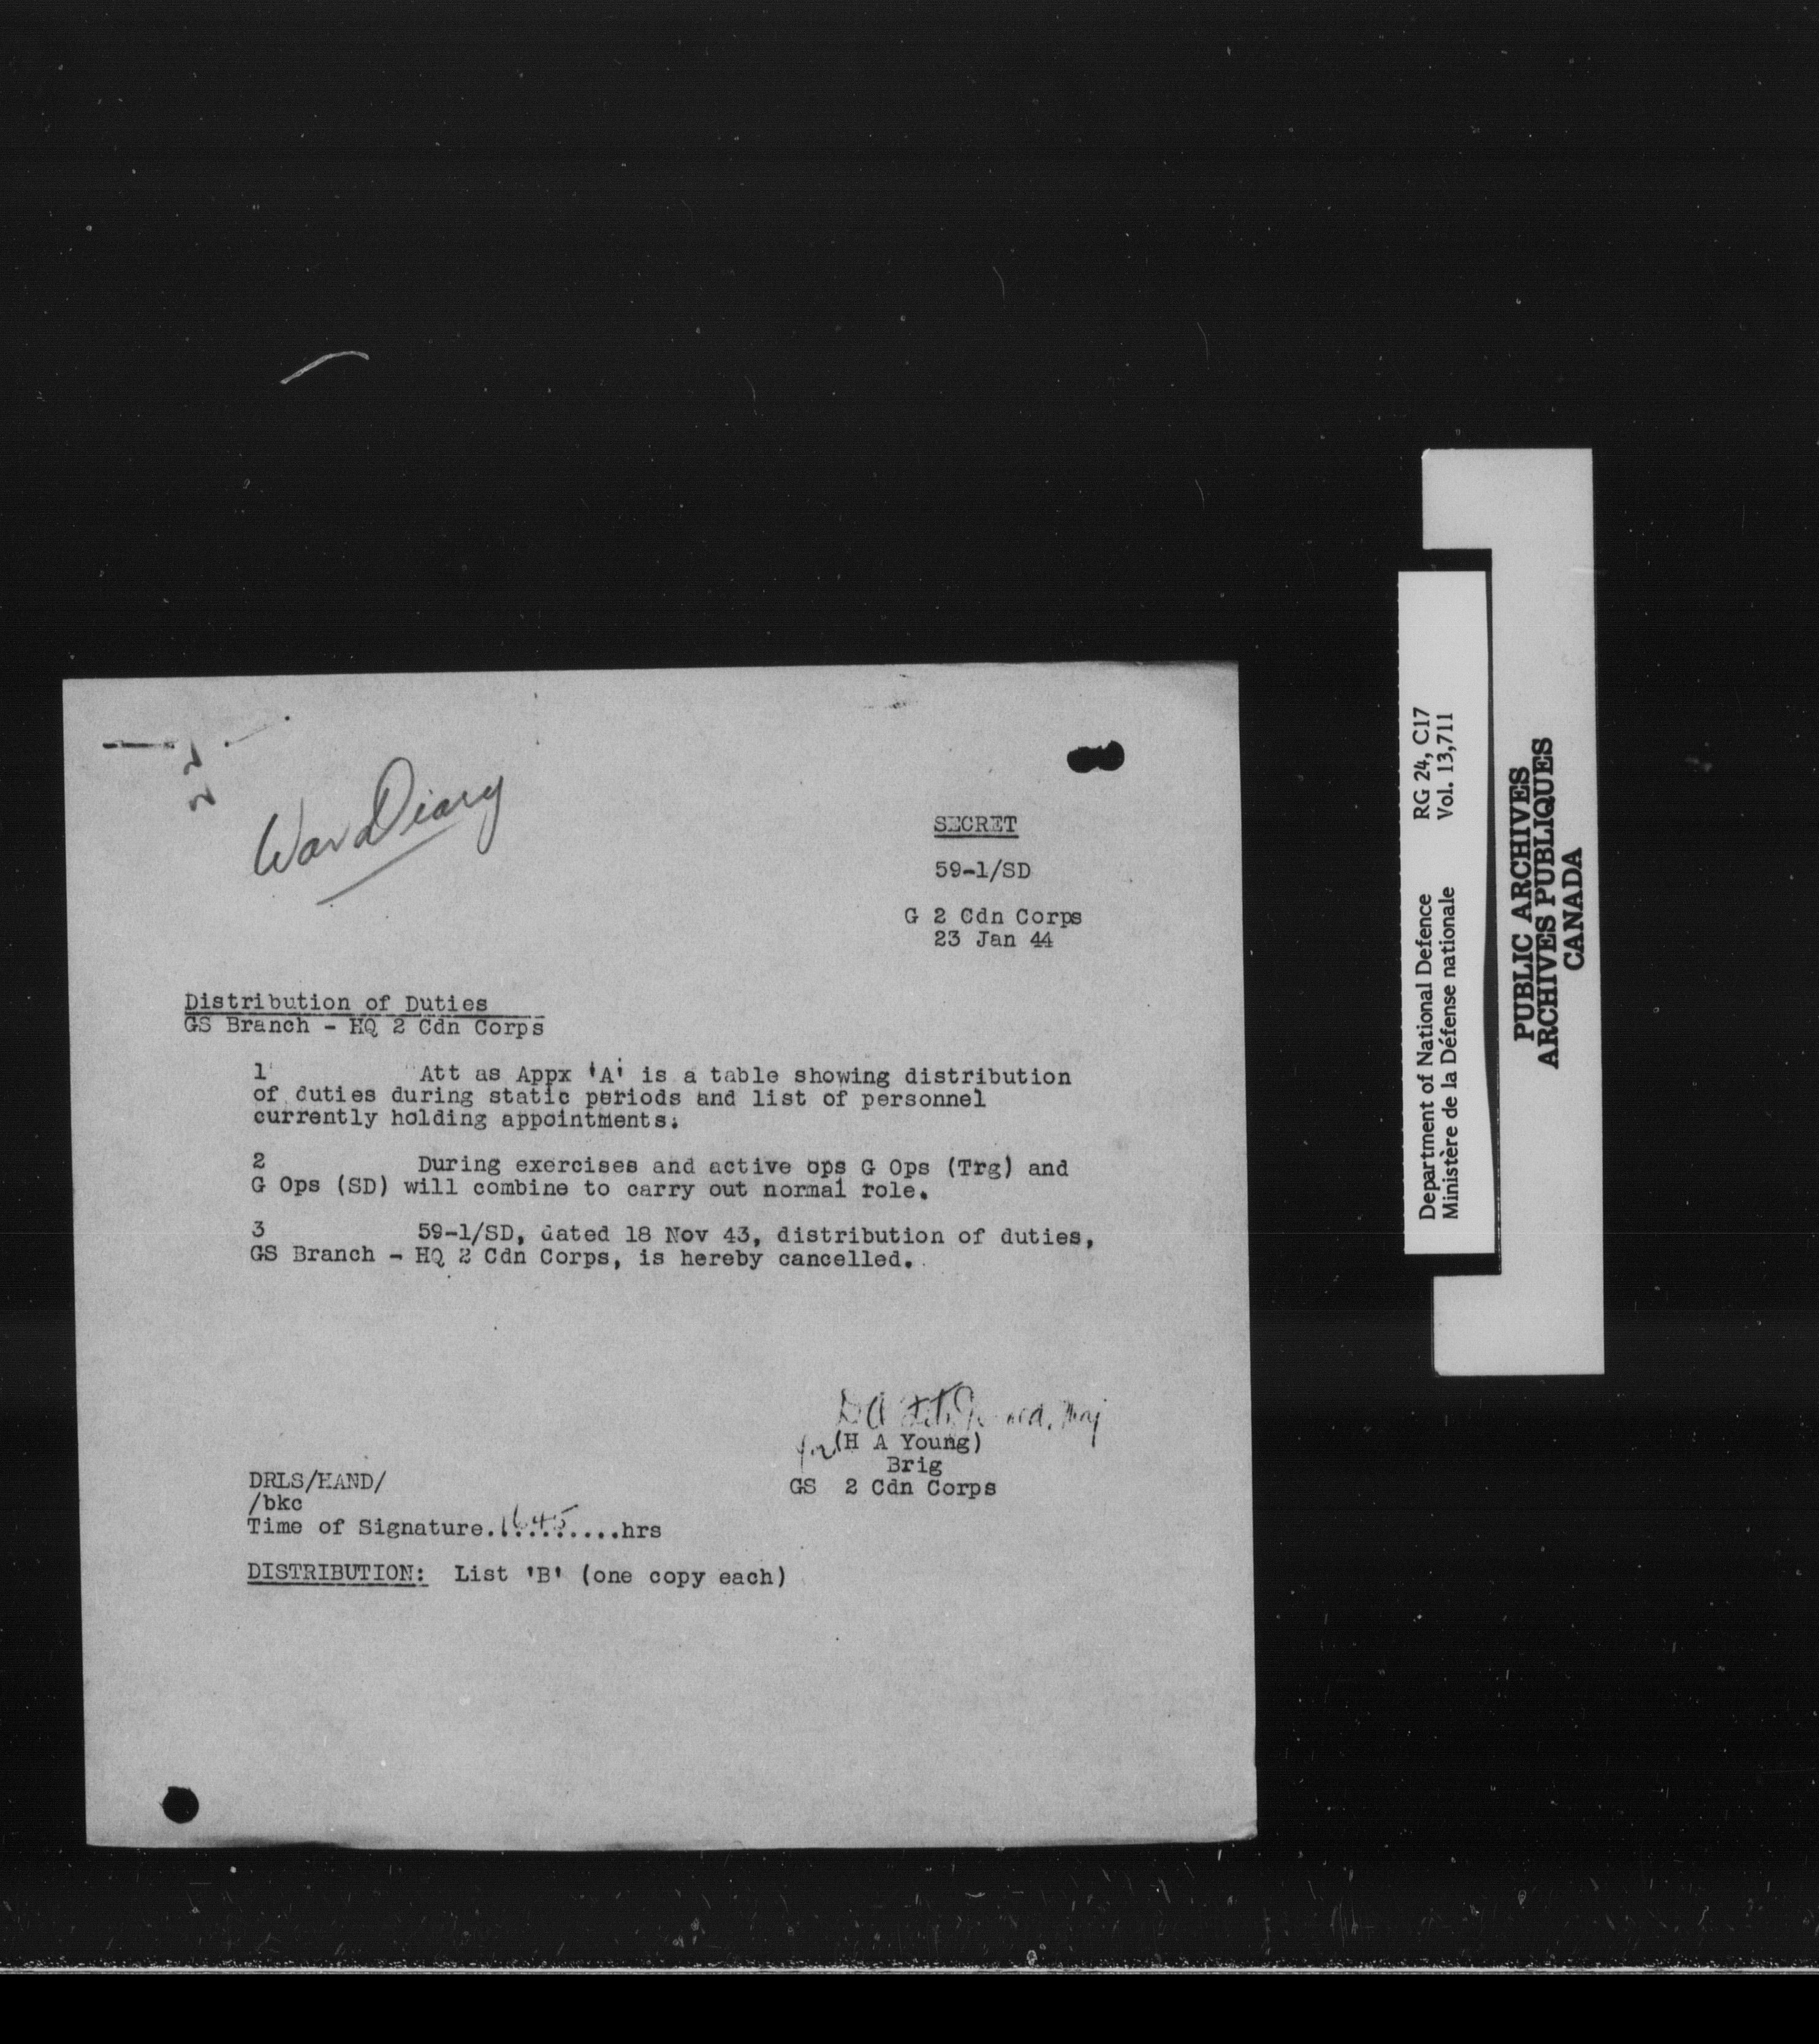 War Diary
SECRET
59-1/SD
G 2 Cdn Corps
23 Jan 44
Distribution of Duties
GS Branch - HQ 2 Cdn Corps
1 Att as Appx 'A' is a table showing distribution
of duties during static periods and list of personnel
currently holding appointments.
2 During exercises and active ops G Ops (Trg) and
G Ops (SD) will combine to carry out normal role.
3 59-1/SD, dated 18 Nov 43, distribution of duties,
GS Branch - HQ 2 Cdn Corps, is hereby cancelled.
D A Maj
for (H A Young)
Brig
GS 2 Cdn Corps
DRLS/HAND/
/bkc
Time of Signature.1645.....hrs
DISTRIBUTION: List 'B' (one copy each)
Department of National Defence RG 24, C17
Ministère de la Défense nationale Vol. 13,711
PUBLIC ARCHIVES
ARCHIVES PUBLIQUES
CANADA